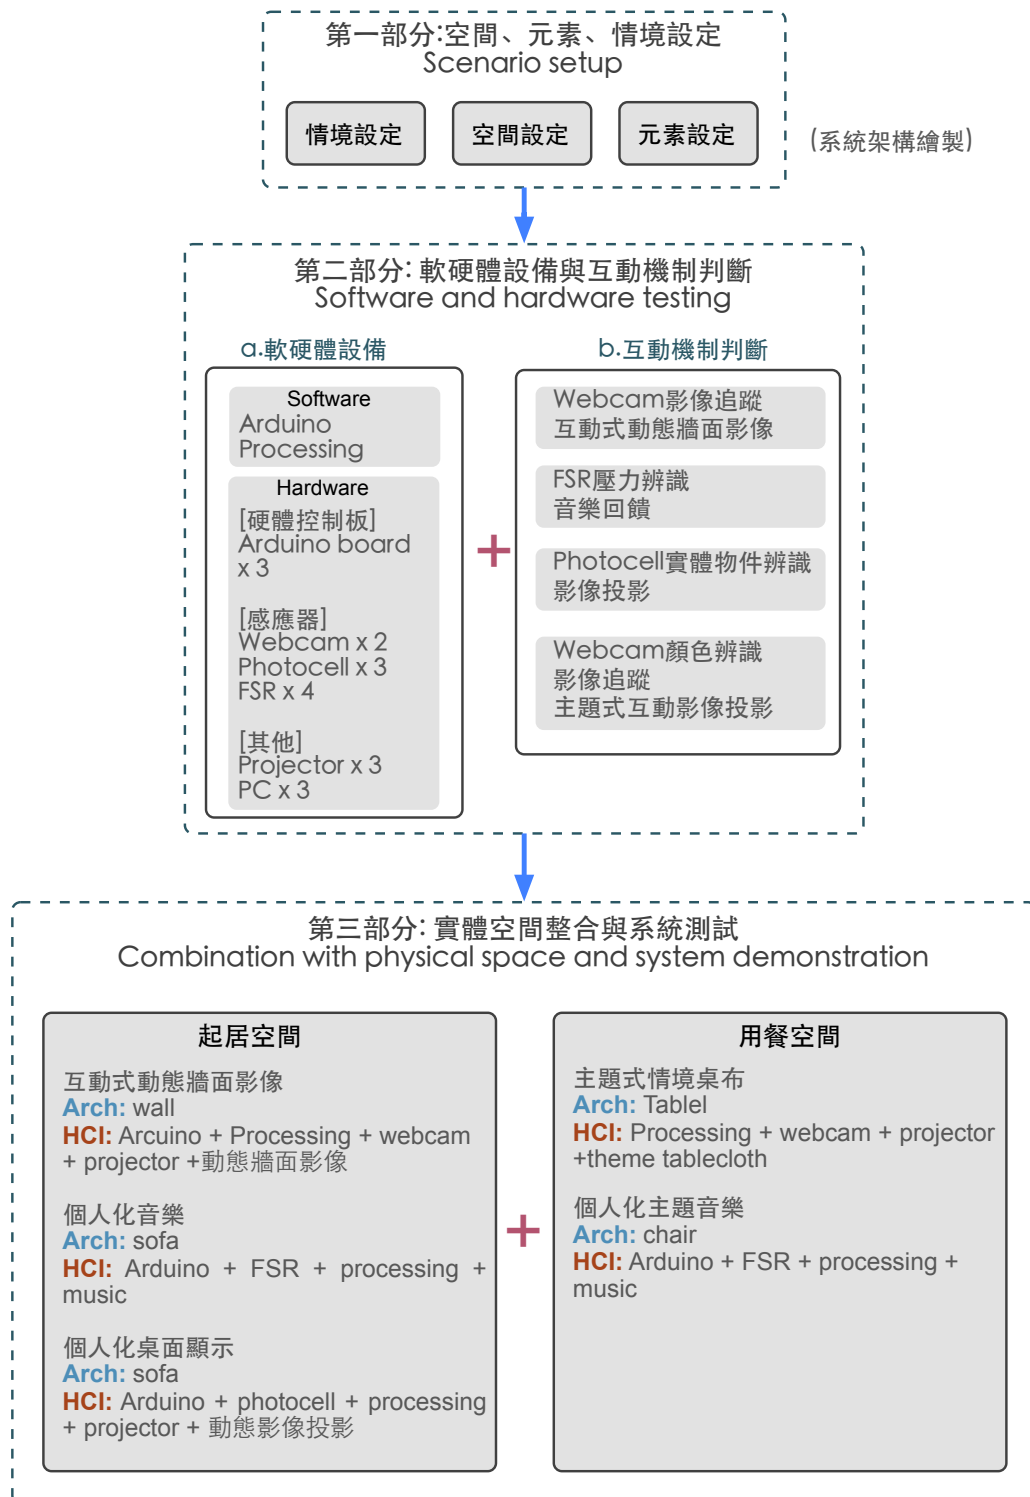 第一部分:空間、元素、情境設定
Scenario setup
情境設定
空間設定
元素設定
(系統架構繪製)
第二部分: 軟硬體設備與互動機制判斷
Software and hardware testing
a.軟硬體設備
Software
Arduino
Processing
Hardware
[硬體控制板]
Arduino board
x 3
[感應器]
Webcam x 2
Photocell x 3
FSR x 4
[其他]
Projector x 3
PC x 3
+
b.互動機制判斷
Webcam影像追蹤
互動式動態牆面影像
FSR壓力辨識
音樂回饋
Photocell實體物件辨識
影像投影
Webcam顏色辨識
影像追蹤
主題式互動影像投影
第三部分: 實體空間整合與系統測試
Combination with physical space and system demonstration
起居空間
互動式動態牆面影像
Arch: wall
HCI: Arcuino + Processing + webcam
+ projector +動態牆面影像
個人化音樂
Arch: sofa
HCI: Arduino + FSR + processing +
music
個人化桌面顯示
Arch: sofa
HCI: Arduino + photocell + processing
+ projector + 動態影像投影
+
用餐空間
主題式情境桌布
Arch: Tablel
HCI: Processing + webcam + projector
+theme tablecloth
個人化主題音樂
Arch: chair
HCI: Arduino + FSR + processing +
music